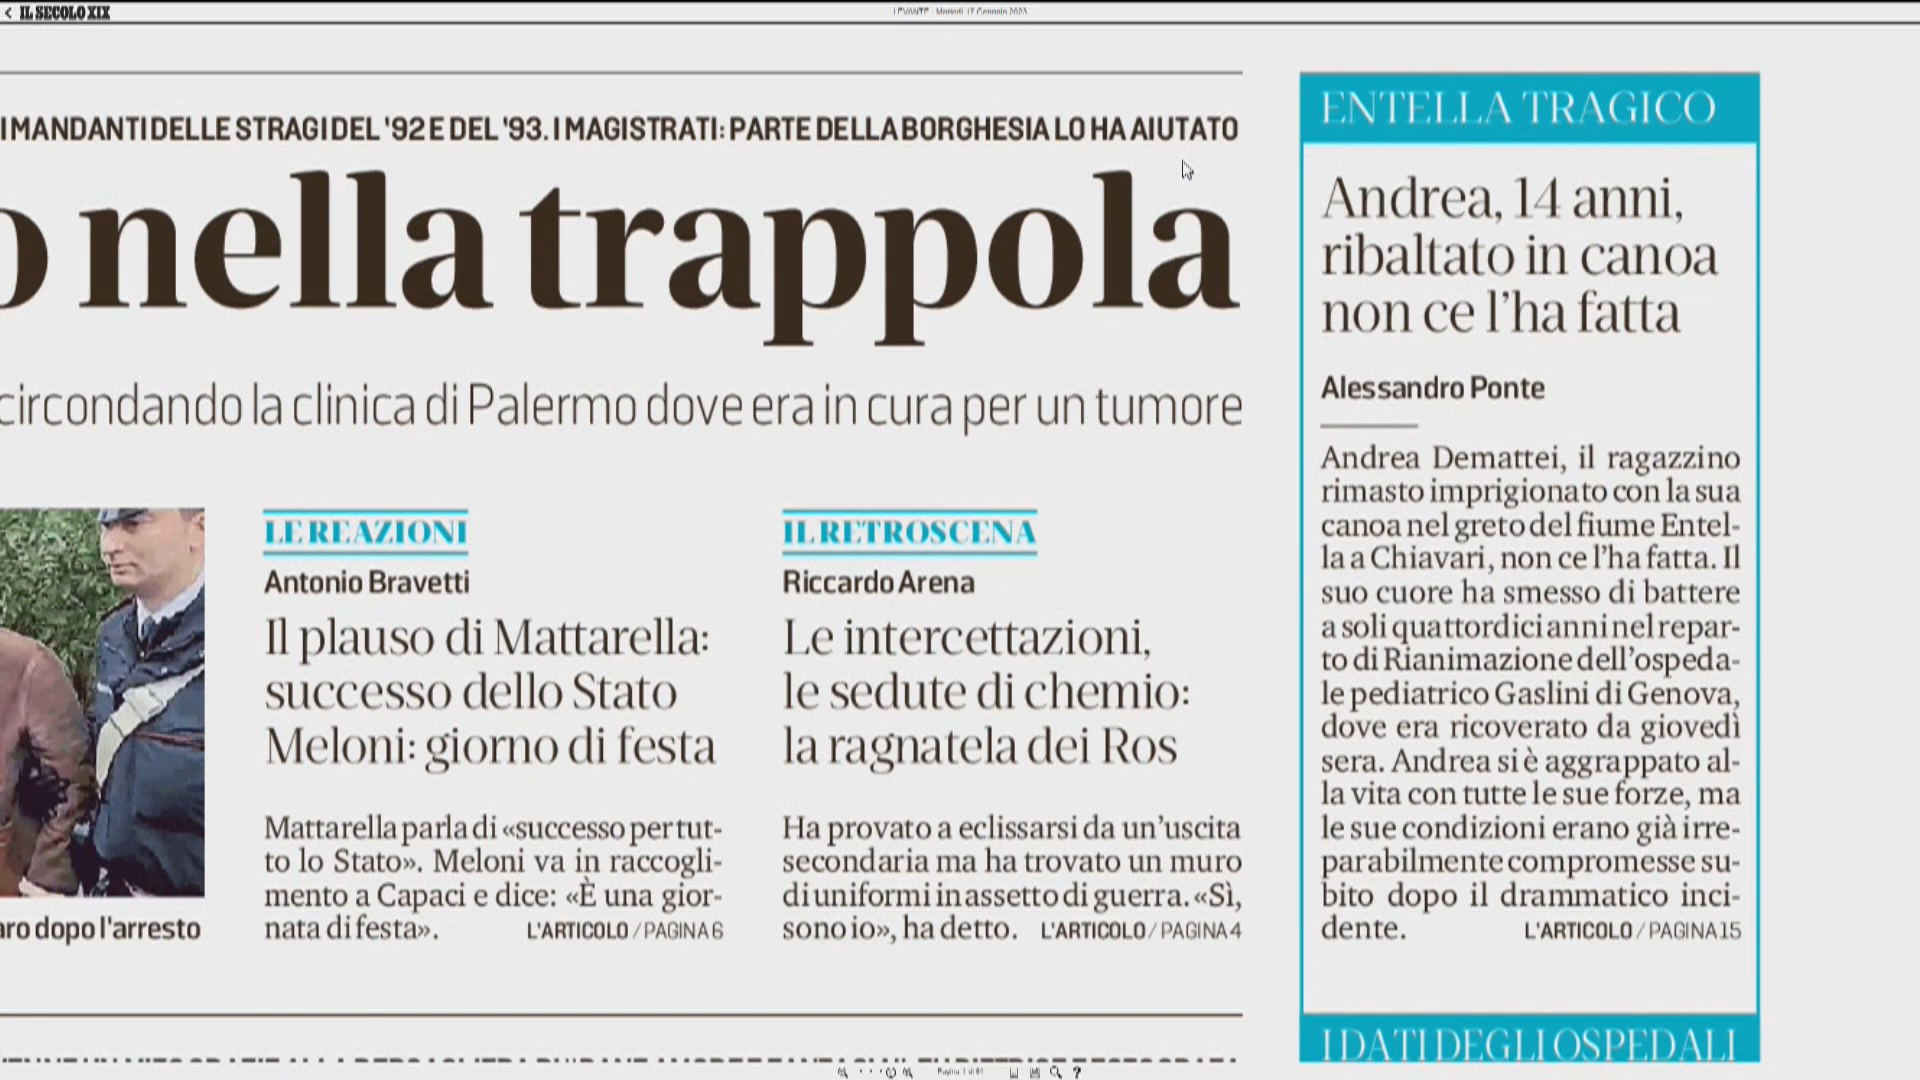 IL SECOLO XIX
LEVANTE - Martedì 17 Gennaio 2023
I MANDANTI DELLE STRAGI DEL '92 E DEL '93. I MAGISTRATI: PARTE DELLA BORGHESIA LO HA AIUTATO
o nella trappola
circondando la clinica di Palermo dove era in cura per un tumore
aro dopo l'arresto
LE REAZIONI
Antonio Bravetti
Il plauso di Mattarella:
successo dello Stato
Meloni: giorno di festa
Mattarella parla di «successo per tut-
to lo Stato». Meloni va in raccogli-
mento a Capaci e dice: «È una gior-
nata di festa». L'ARTICOLO / PAGINA 6
IL RETROSCENA
Riccardo Arena
Le intercettazioni,
le sedute di chemio:
la ragnatela dei Ros
Ha provato a eclissarsi da un'uscita
secondaria ma ha trovato un muro
di uniformi in assetto di guerra. «Sì,
sono io», ha detto. L'ARTICOLO / PAGINA 4
ENTELLA TRAGICO
Andrea, 14 anni,
ribaltato in canoa
non ce l'ha fatta
Alessandro Ponte
Andrea Demattei, il ragazzino
rimasto imprigionato con la sua
canoa nel greto del fiume Entel-
la a Chiavari, non ce l'ha fatta. Il
suo cuore ha smesso di battere
a soli quattordici anni nel repar-
to di Rianimazione dell'ospeda-
le pediatrico Gaslini di Genova,
dove era ricoverato da giovedì
sera. Andrea si è aggrappato al-
la vita con tutte le sue forze, ma
le sue condizioni erano già irre-
parabilmente compromesse su-
bito dopo il drammatico inci-
dente. L'ARTICOLO / PAGINA 15
I DATI DEGLI OSPEDALI